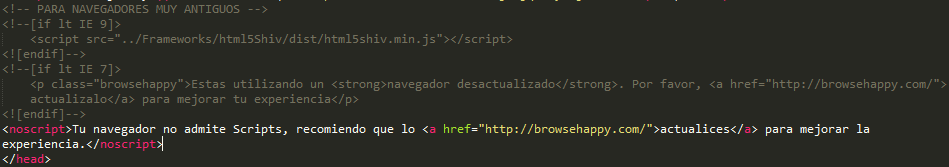 <!-- PARA NAVEGADORES MUY ANTIGUOS -->
<!--[if lt IE 9]>
    <script src="../Frameworks/html5Shiv/dist/html5shiv.min.js"></script>
<![endif]-->
<!--[if lt IE 7]>
    <p class="browsehappy">Estas utilizando un <strong>navegador desactualizado</strong>. Por favor, <a href="http://browsehappy.com/">
    actualizalo</a> para mejorar tu experiencia</p>
<![endif]-->
<noscript>Tu navegador no admite Scripts, recomiendo que lo <a href="http://browsehappy.com/">actualices</a> para mejorar la
experiencia.</noscript>
</head>